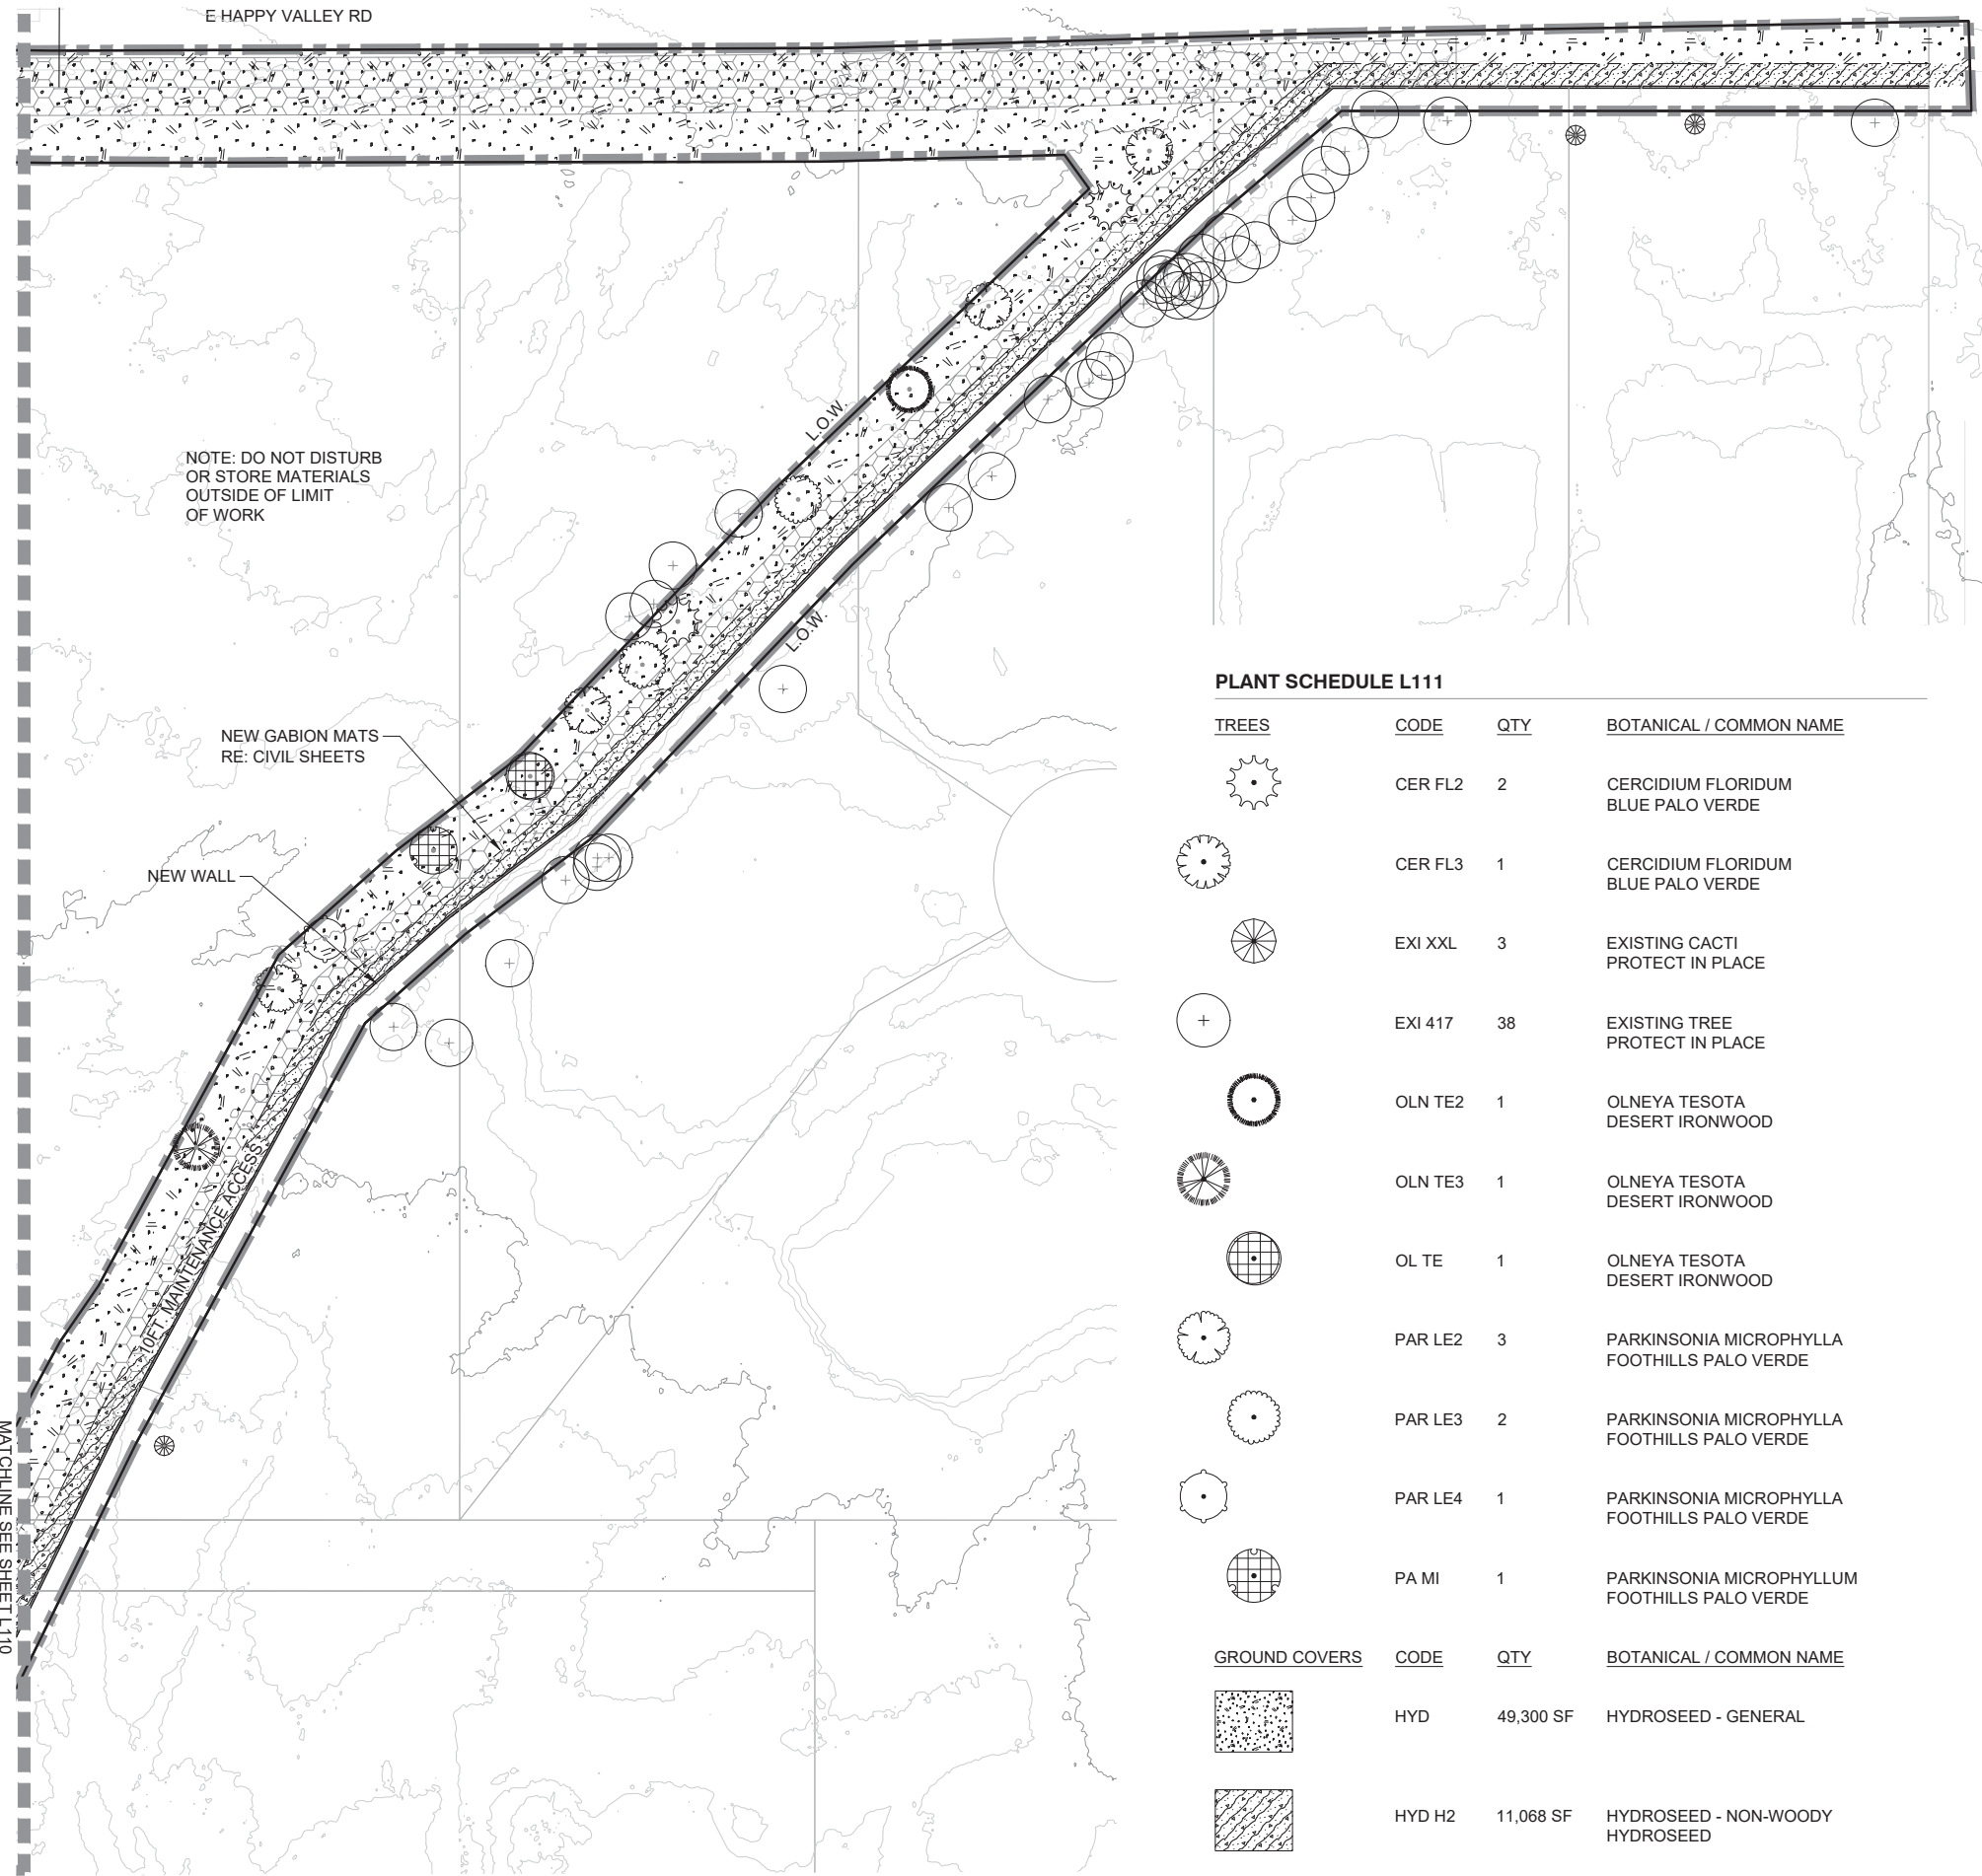 E HAPPY VALLEY RD
L.O.W.
NOTE: DO NOT DISTURB
OR STORE MATERIALS
OUTSIDE OF LIMIT
OF WORK
L.O.W.
NEW GABION MATS
RE: CIVIL SHEETS
NEW WALL
10FT. MAINTENANCE ACCESS
MATCHLINE SEE SHEET L110
PLANT SCHEDULE L111
TREES CODE QTY BOTANICAL / COMMON NAME
CER FL2 2 CERCIDIUM FLORIDUM
BLUE PALO VERDE
CER FL3 1 CERCIDIUM FLORIDUM
BLUE PALO VERDE
EXI XXL 3 EXISTING CACTI
PROTECT IN PLACE
EXI 417 38 EXISTING TREE
PROTECT IN PLACE
OLN TE2 1 OLNEYA TESOTA
DESERT IRONWOOD
OLN TE3 1 OLNEYA TESOTA
DESERT IRONWOOD
OL TE 1 OLNEYA TESOTA
DESERT IRONWOOD
PAR LE2 3 PARKINSONIA MICROPHYLLA
FOOTHILLS PALO VERDE
PAR LE3 2 PARKINSONIA MICROPHYLLA
FOOTHILLS PALO VERDE
PAR LE4 1 PARKINSONIA MICROPHYLLA
FOOTHILLS PALO VERDE
PA MI 1 PARKINSONIA MICROPHYLLUM
FOOTHILLS PALO VERDE
GROUND COVERS CODE QTY BOTANICAL / COMMON NAME
HYD 49,300 SF HYDROSEED - GENERAL
HYD H2 11,068 SF HYDROSEED - NON-WOODY
HYDROSEED